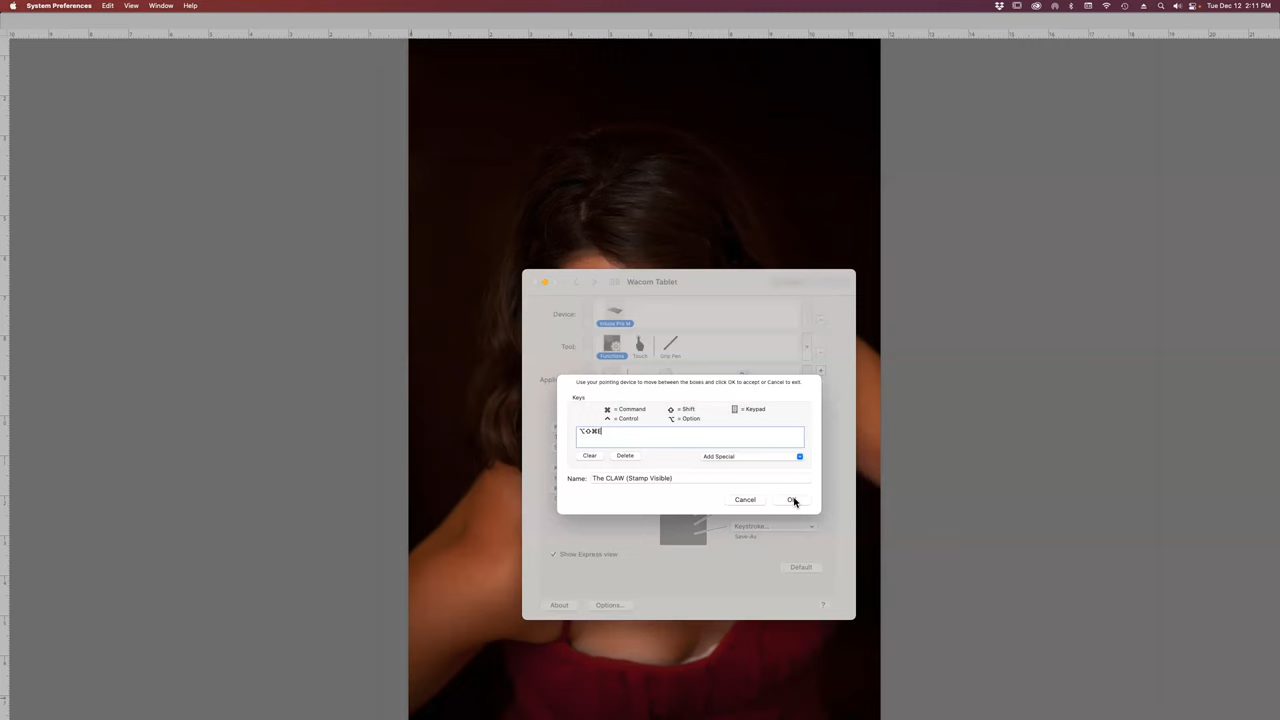 System Preferences Edit View Window Help
Tue Dec 12 2:11 PM
Wacom Tablet
Device:
Intuos Pro M
Tool:
Functions Touch Grip Pen
Use your pointing device to move between the boxes and click OK to accept or Cancel to exit.
Keys
⌘ = Command ⇧ = Shift = Keypad
⌃ = Control ⌥ = Option
⌥⇧⌘E
Clear Delete Add Special
Name: The CLAW (Stamp Visible)
Cancel OK
Keystroke...
Save-As
Show Express view
Default
About Options... ?